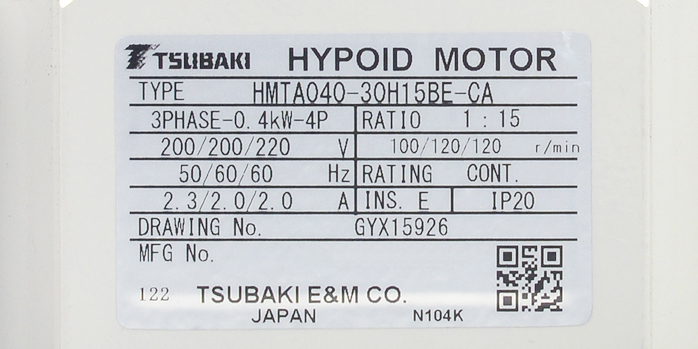 TSUBAKI HYPOID MOTOR
TYPE HMTA040-30H15BE-CA
3PHASE-0.4kW-4P RATIO 1:15
200/200/220 V 100/120/120 r/min
50/60/60 Hz RATING CONT.
2.3/2.0/2.0 A INS. E IP20
DRAWING No. GYX15926
MFG No.
122 TSUBAKI E&M CO.
JAPAN N104K